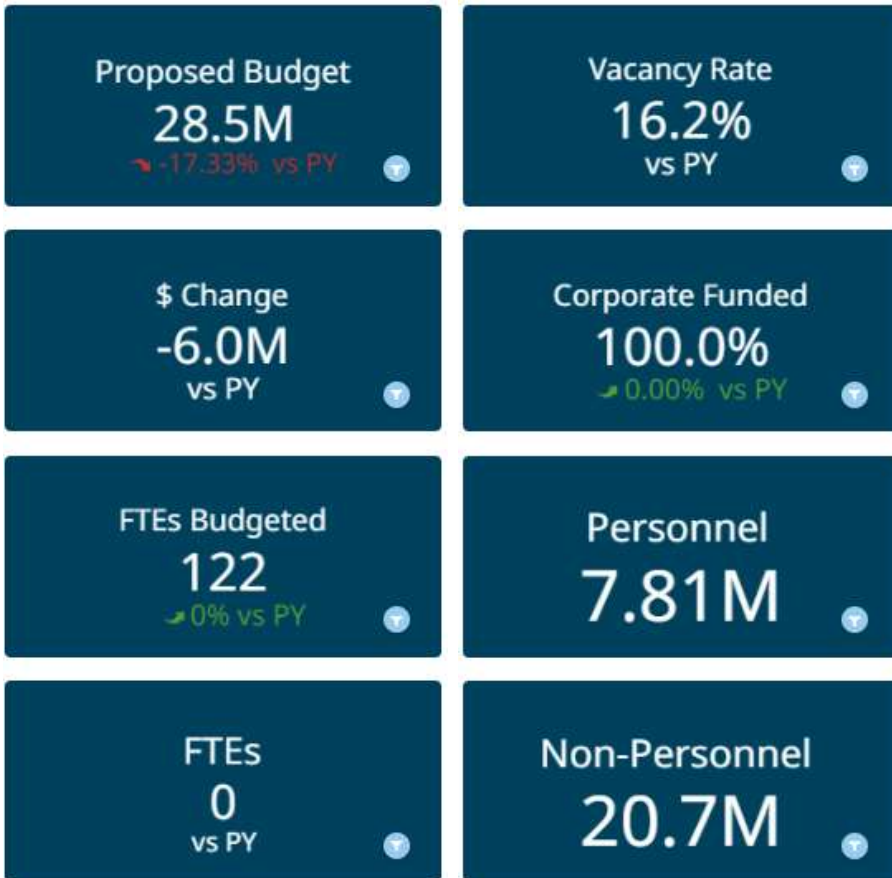 Proposed Budget
28.5M
-17.33% vs PY
Vacancy Rate
16.2%
vs PY
$ Change
-6.0M
vs PY
Corporate Funded
100.0%
0.00% vs PY
FTEs Budgeted
122
0% vs PY
Personnel
7.81M
FTEs
0
vs PY
Non-Personnel
20.7M